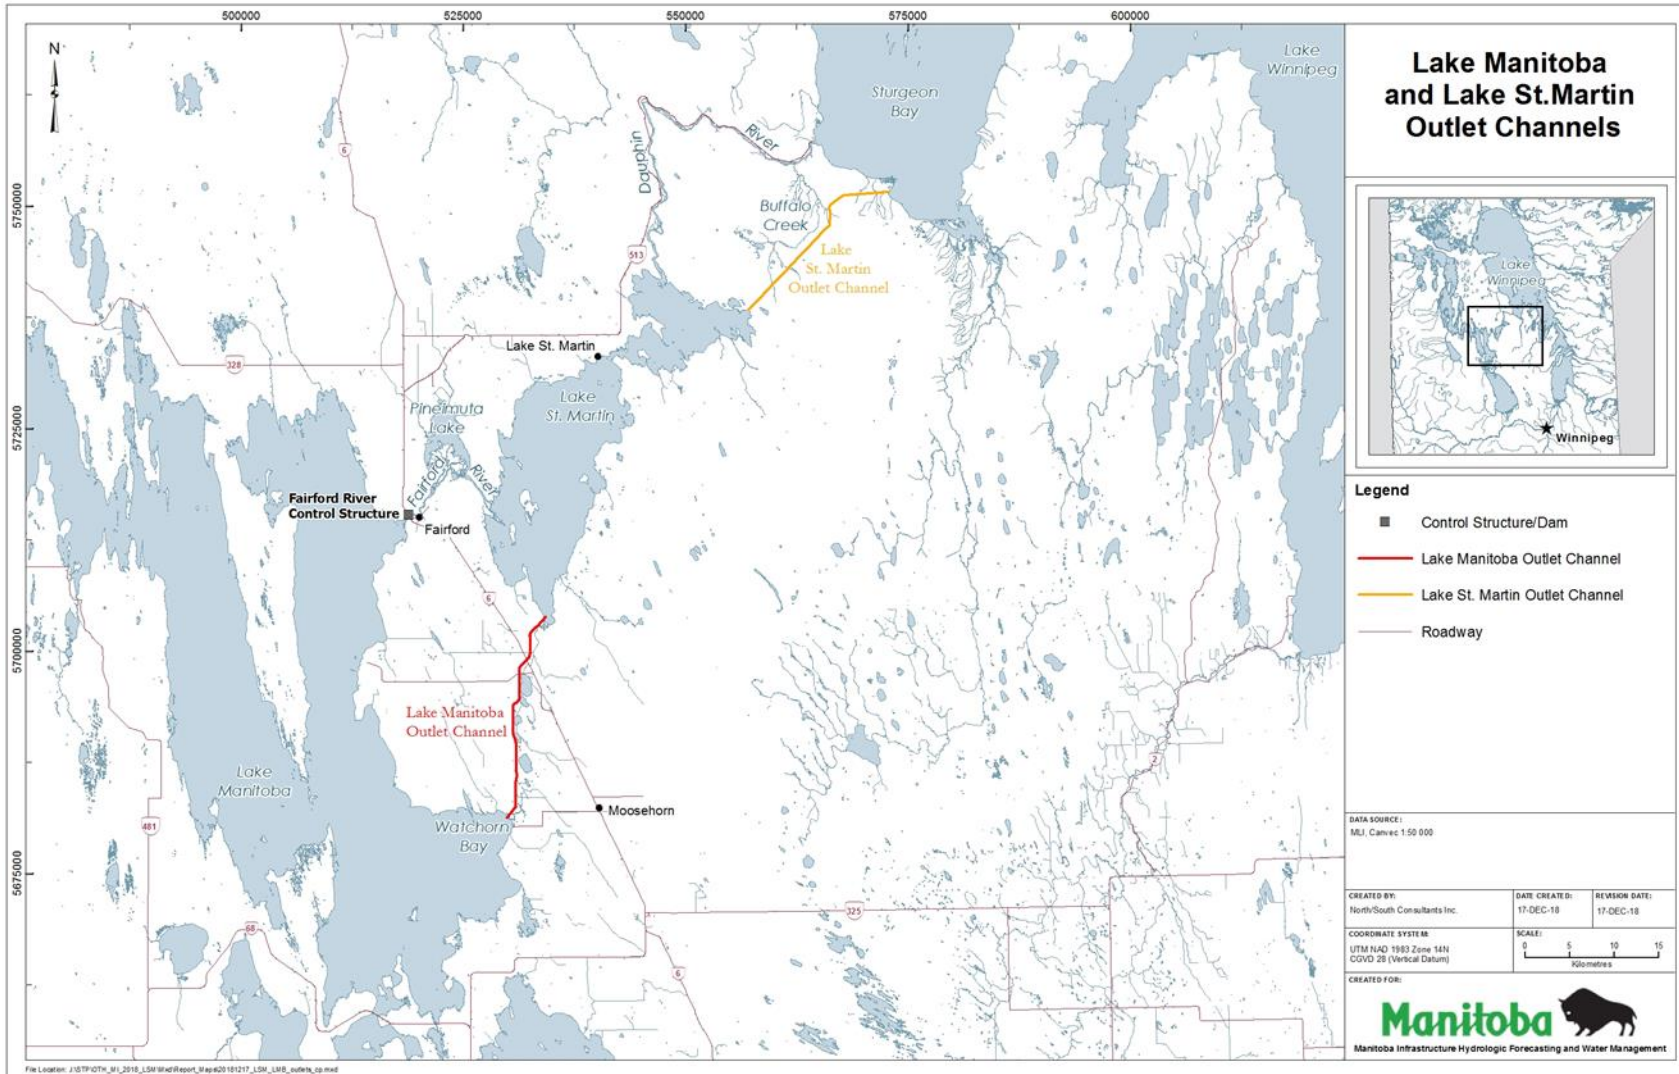 500000
525000
550000
575000
600000
N
Lake
Winnipeg
Sturgeon
Bay
6
River
Dauphin
5750000
Buffalo
Creek
513
Lake
St. Martin
Outlet Channel
Lake St. Martin
328
Pineimuta
Lake
Lake
St. Martin
5725000
Fairford
River
Fairford River
Control Structure
Fairford
6
5700000
Lake Manitoba
Outlet Channel
2
Lake
Manitoba
Moosehorn
Watchorn
Bay
481
5675000
325
68
6
Lake Manitoba
and Lake St.Martin
Outlet Channels
Lake
Winnipeg
Winnipeg
Legend
Control Structure/Dam
Lake Manitoba Outlet Channel
Lake St. Martin Outlet Channel
Roadway
DATA SOURCE:
MLI, Canvec 1:50 000
CREATED BY:
North/South Consultants Inc.
DATE CREATED:
17-DEC-18
REVISION DATE:
17-DEC-18
COORDINATE SYSTEM:
UTM NAD 1983 Zone 14N
CGVD 28 (Vertical Datum)
SCALE:
0 5 10 15
Kilometres
CREATED FOR:
Manitoba
Manitoba Infrastructure Hydrologic Forecasting and Water Management
File Location: